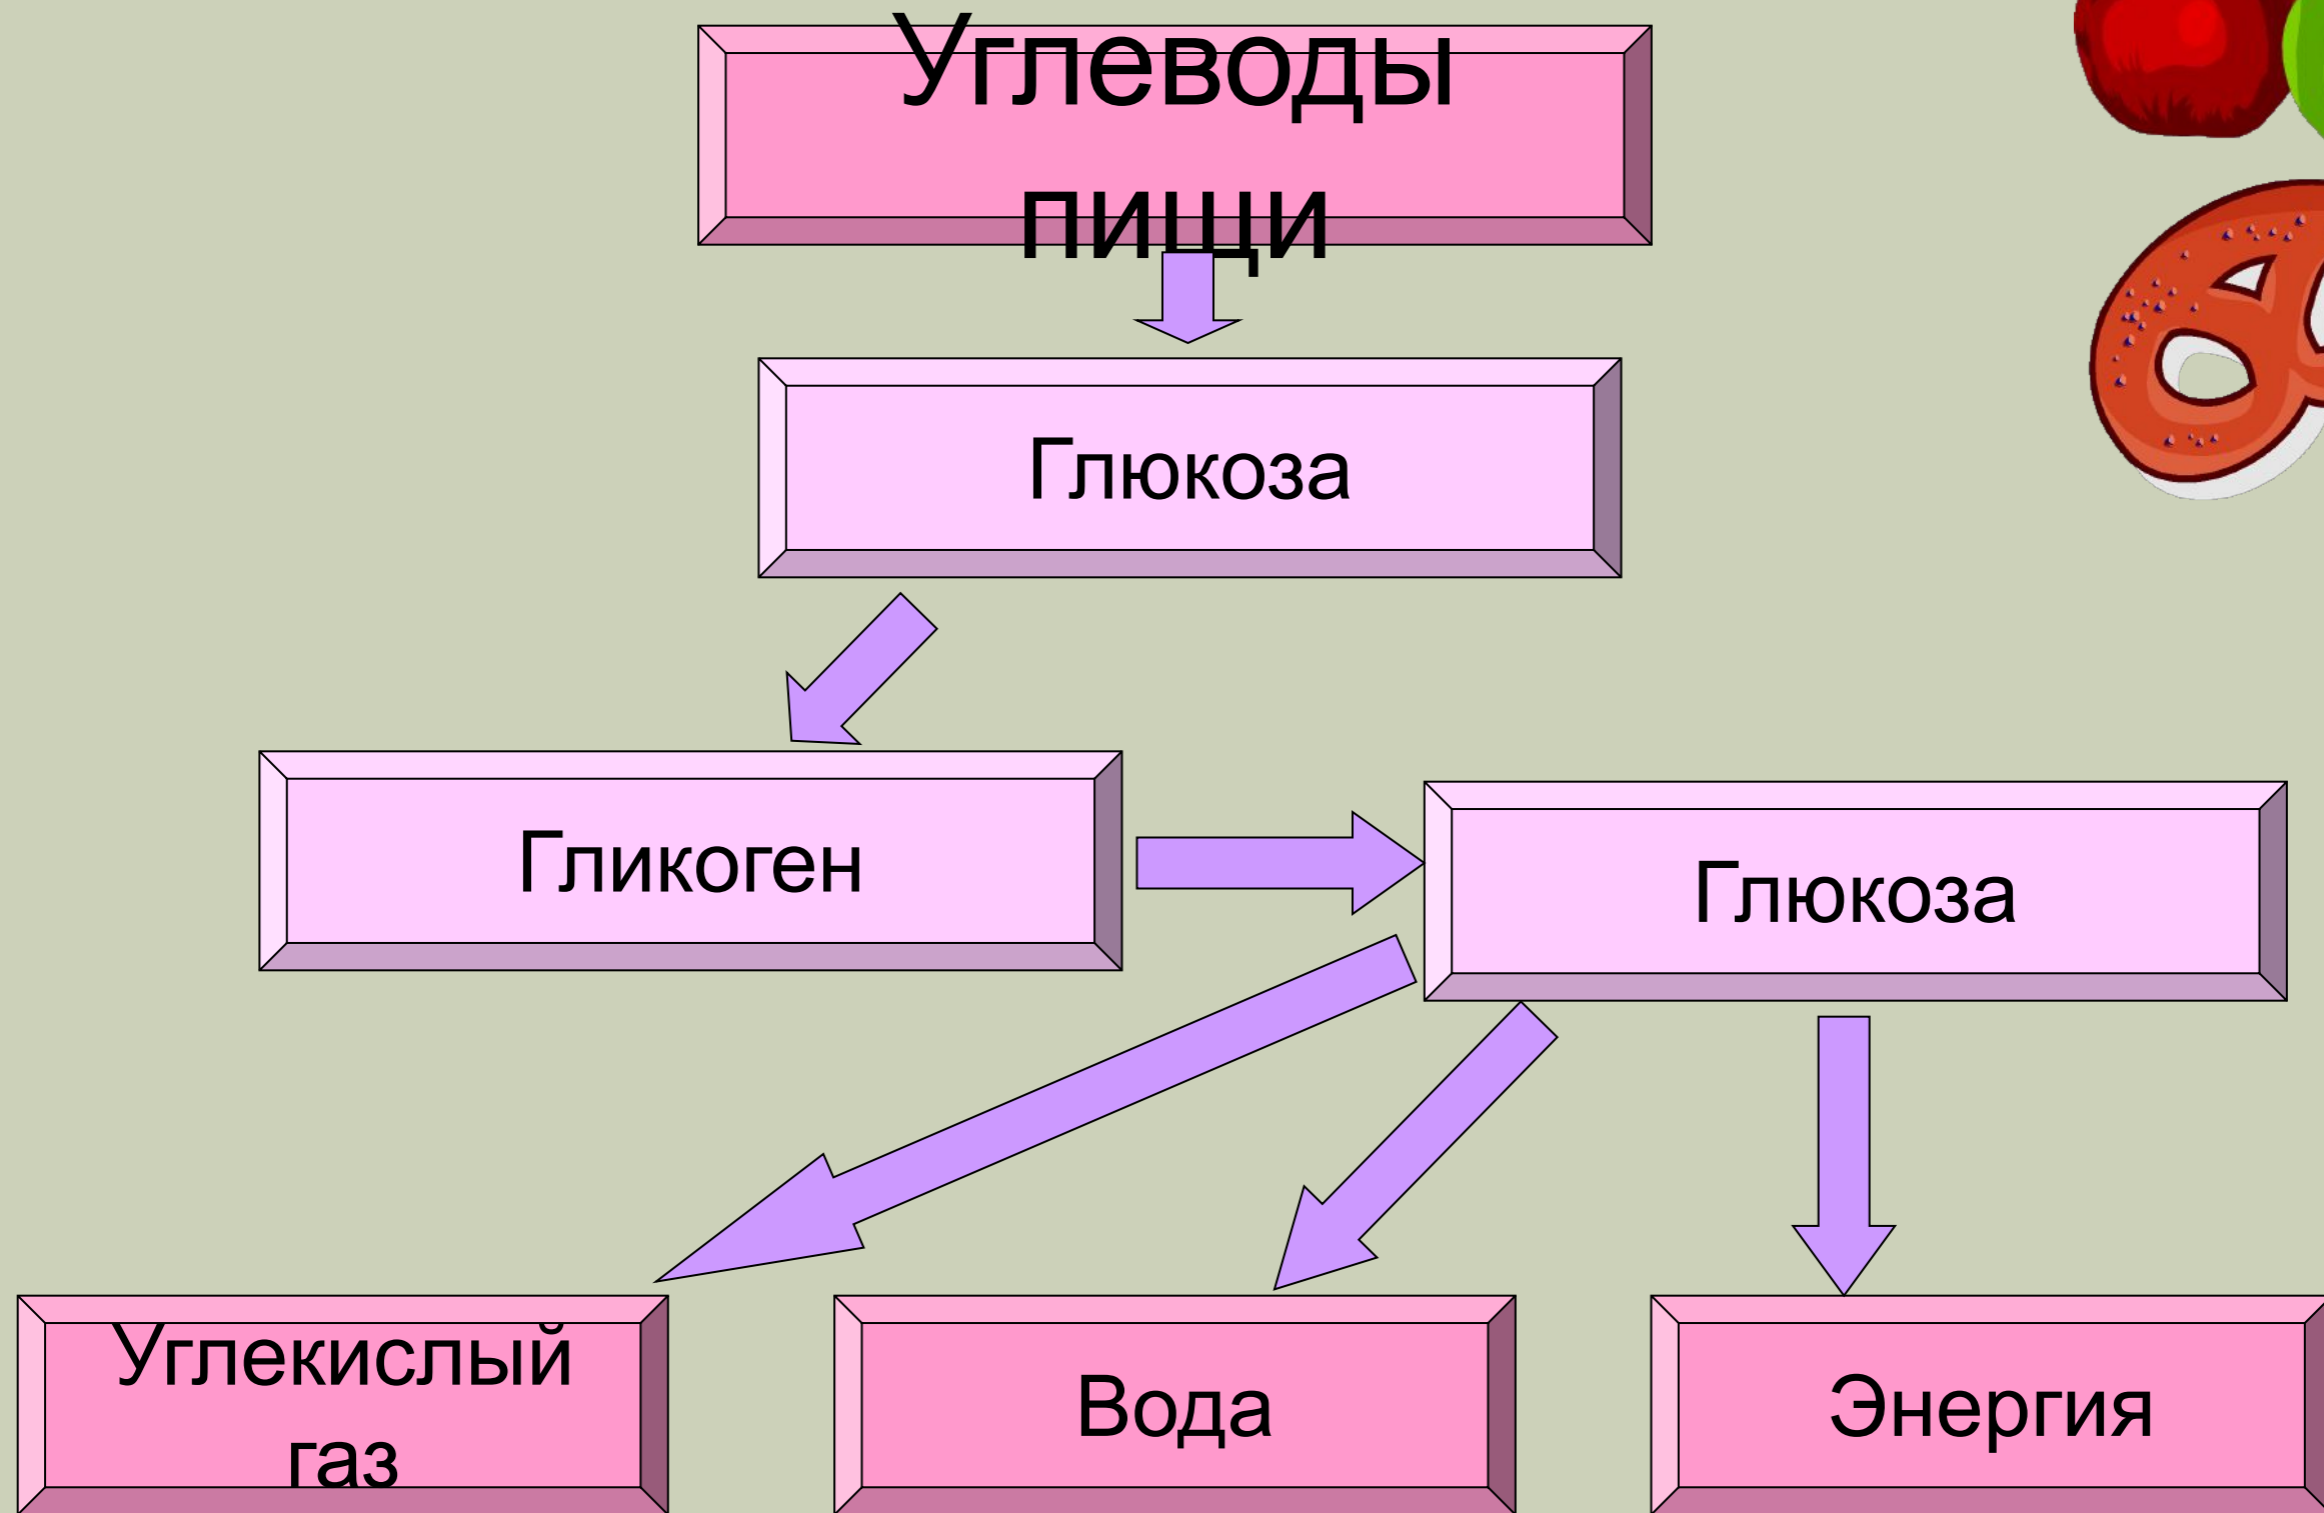 Углеводы
пищи
Глюкоза
Гликоген
Глюкоза
Углекислый
газ
Вода
Энергия